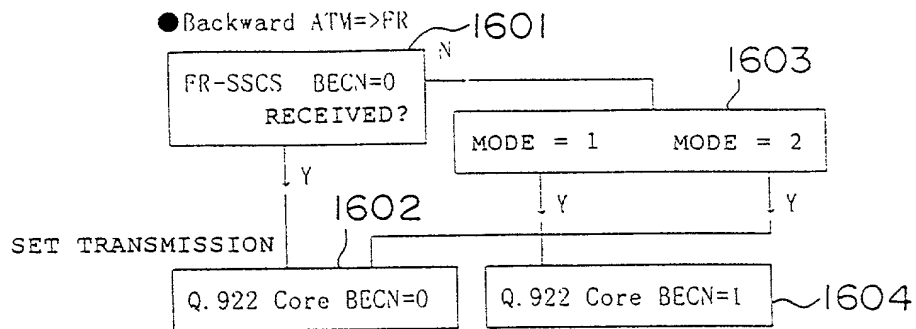 ●Backward ATM=>FR
1601
N
FR-SSCS BECN=0
RECEIVED?
1603
MODE = 1 MODE = 2
Y
Y
Y
1602
SET TRANSMISSION
Q.922 Core BECN=0
Q.922 Core BECN=1
1604